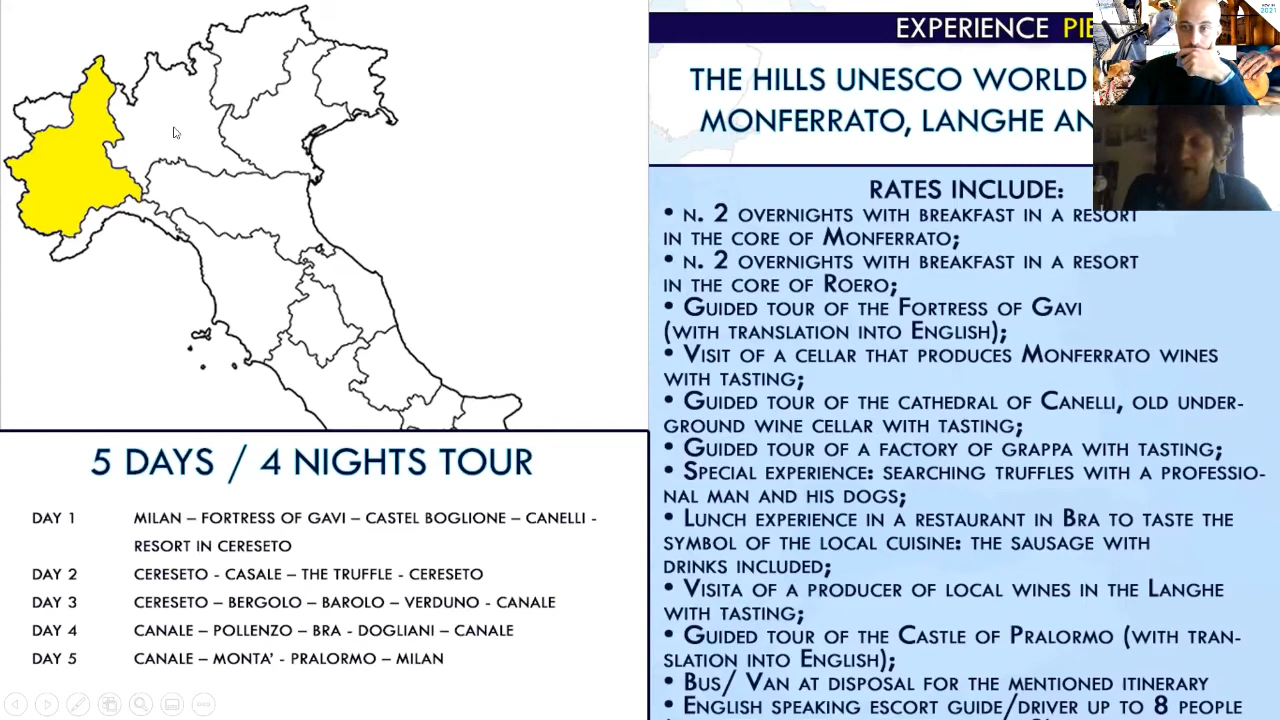 5 DAYS / 4 NIGHTS TOUR
DAY 1 MILAN – FORTRESS OF GAVI – CASTEL BOGLIONE – CANELLI -
RESORT IN CERESETO
DAY 2 CERESETO - CASALE – THE TRUFFLE - CERESETO
DAY 3 CERESETO – BERGOLO – BAROLO – VERDUNO - CANALE
DAY 4 CANALE – POLLENZO – BRA - DOGLIANI – CANALE
DAY 5 CANALE – MONTA' - PRALORMO – MILAN
EXPERIENCE PIE
THE HILLS UNESCO WORLD
MONFERRATO, LANGHE AN
RATES INCLUDE:
• N. 2 OVERNIGHTS WITH BREAKFAST IN A RESORT
IN THE CORE OF MONFERRATO;
• N. 2 OVERNIGHTS WITH BREAKFAST IN A RESORT
IN THE CORE OF ROERO;
• GUIDED TOUR OF THE FORTRESS OF GAVI
(WITH TRANSLATION INTO ENGLISH);
• VISIT OF A CELLAR THAT PRODUCES MONFERRATO WINES
WITH TASTING;
• GUIDED TOUR OF THE CATHEDRAL OF CANELLI, OLD UNDER-
GROUND WINE CELLAR WITH TASTING;
• GUIDED TOUR OF A FACTORY OF GRAPPA WITH TASTING;
• SPECIAL EXPERIENCE: SEARCHING TRUFFLES WITH A PROFESSIO-
NAL MAN AND HIS DOGS;
• LUNCH EXPERIENCE IN A RESTAURANT IN BRA TO TASTE THE
SYMBOL OF THE LOCAL CUISINE: THE SAUSAGE WITH
DRINKS INCLUDED;
• VISITA OF A PRODUCER OF LOCAL WINES IN THE LANGHE
WITH TASTING;
• GUIDED TOUR OF THE CASTLE OF PRALORMO (WITH TRAN-
SLATION INTO ENGLISH);
• BUS/ VAN AT DISPOSAL FOR THE MENTIONED ITINERARY
• ENGLISH SPEAKING ESCORT GUIDE/DRIVER UP TO 8 PEOPLE
2021